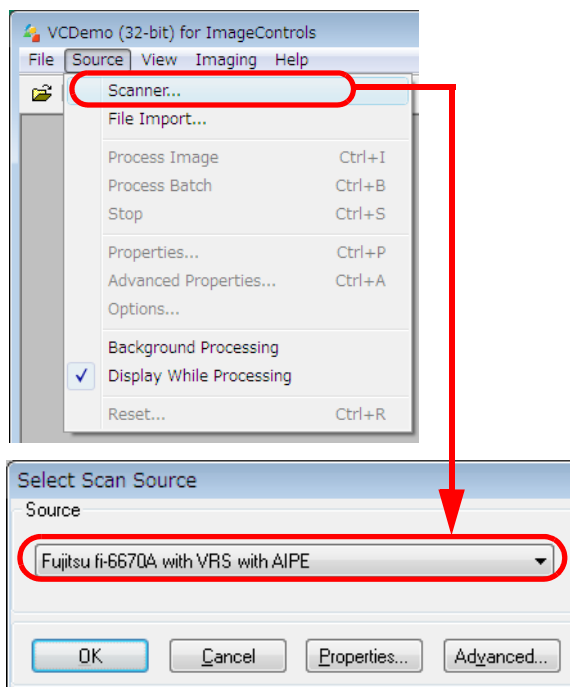 VCDemo (32-bit) for ImageControls
File Source View Imaging Help
Scanner...
File Import...
Process Image Ctrl+I
Process Batch Ctrl+B
Stop Ctrl+S
Properties... Ctrl+P
Advanced Properties... Ctrl+A
Options...
Background Processing
Display While Processing
Reset... Ctrl+R
Select Scan Source
Source
Fujitsu fi-6670A with VRS with AIPE
OK Cancel Properties... Advanced...